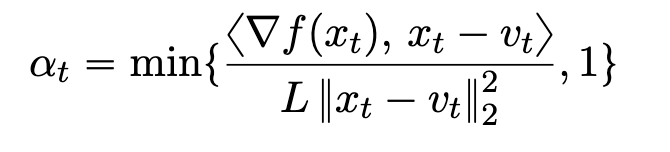 α_t = min{⟨∇f(x_t), x_t − v_t⟩ / L ‖x_t − v_t‖_2^2, 1}